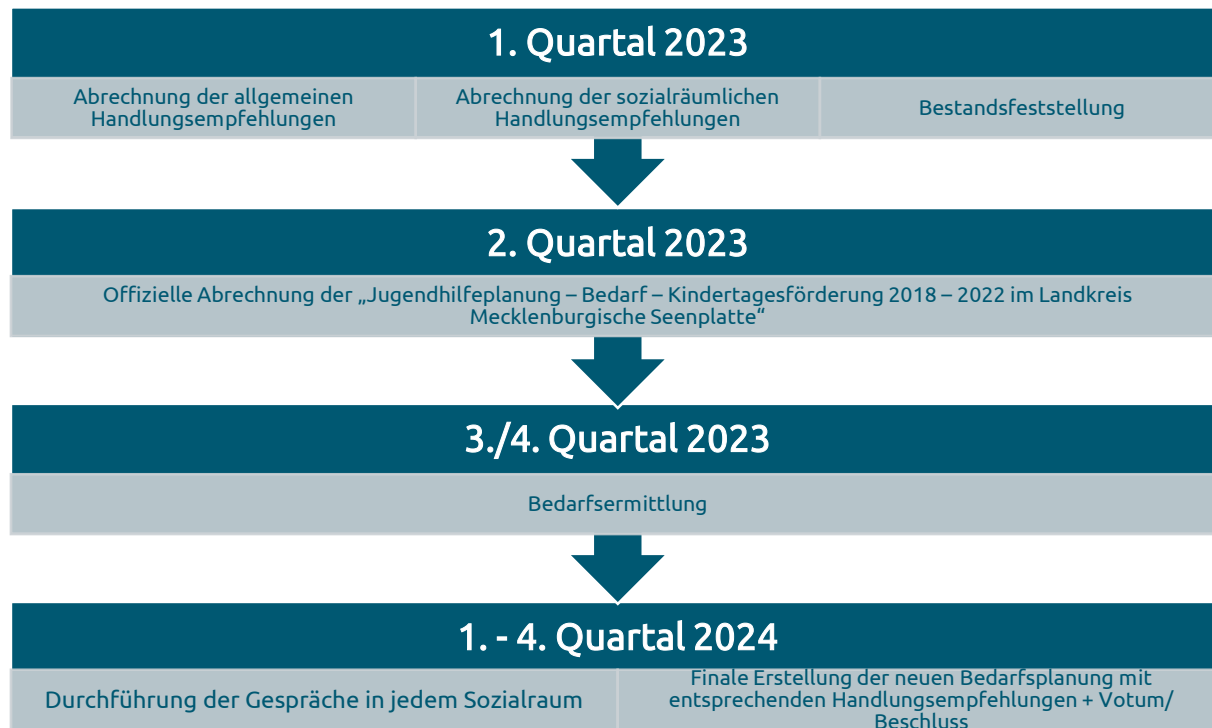 1. Quartal 2023
Abrechnung der allgemeinen
Handlungsempfehlungen
Abrechnung der sozialräumlichen
Handlungsempfehlungen
Bestandsfeststellung
2. Quartal 2023
Offizielle Abrechnung der „Jugendhilfeplanung – Bedarf – Kindertagesförderung 2018 – 2022 im Landkreis
Mecklenburgische Seenplatte“
3./4. Quartal 2023
Bedarfsermittlung
1. - 4. Quartal 2024
Durchführung der Gespräche in jedem Sozialraum
Finale Erstellung der neuen Bedarfsplanung mit
entsprechenden Handlungsempfehlungen + Votum/
Beschluss